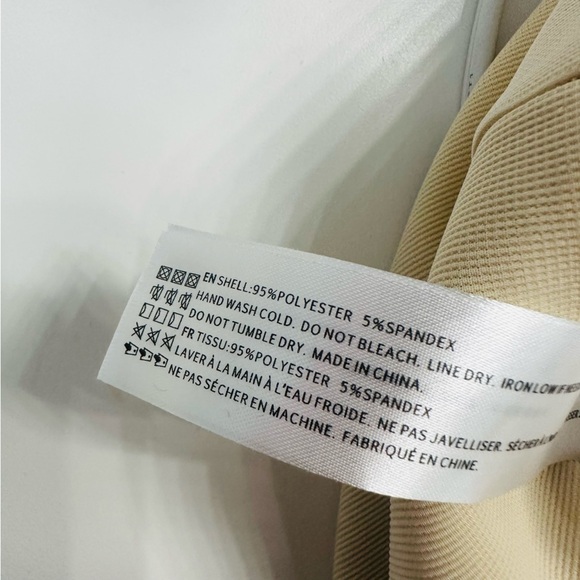 EN SHELL:95%POLYESTER 5%SPANDEX
HAND WASH COLD. DO NOT BLEACH. LINE DRY. IRON LOW IF
DO NOT TUMBLE DRY. MADE IN CHINA.
FR TISSU:95%POLYESTER 5%SPANDEX
LAVER À LA MAIN À L'EAU FROIDE. NE PAS JAVELLISER. SÉCHER À
NE PAS SÉCHER EN MACHINE. FABRIQUÉ EN CHINE.